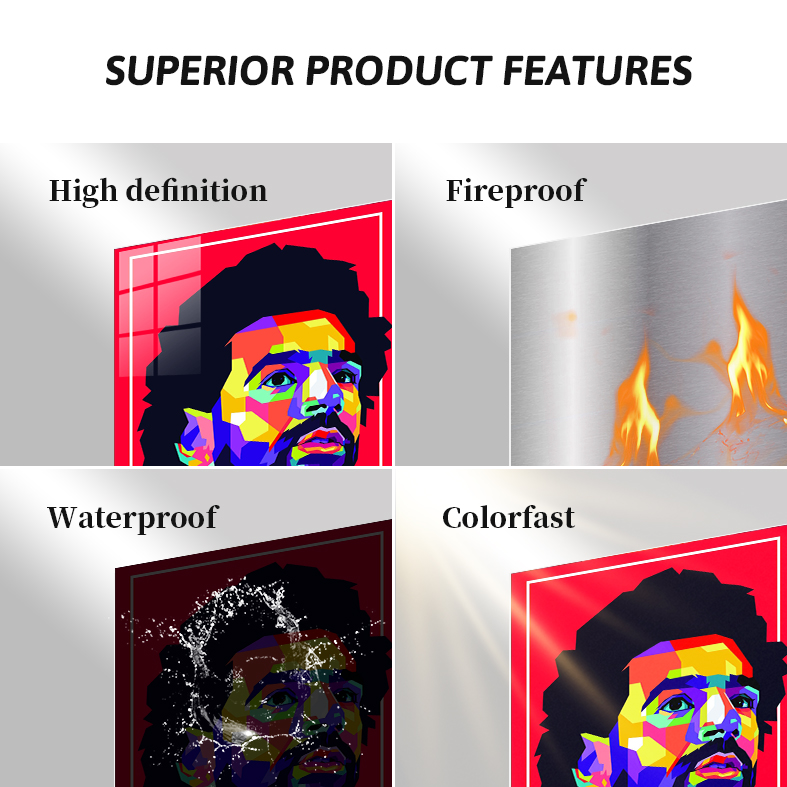 SUPERIOR PRODUCT FEATURES
High definition
Fireproof
Waterproof
Colorfast